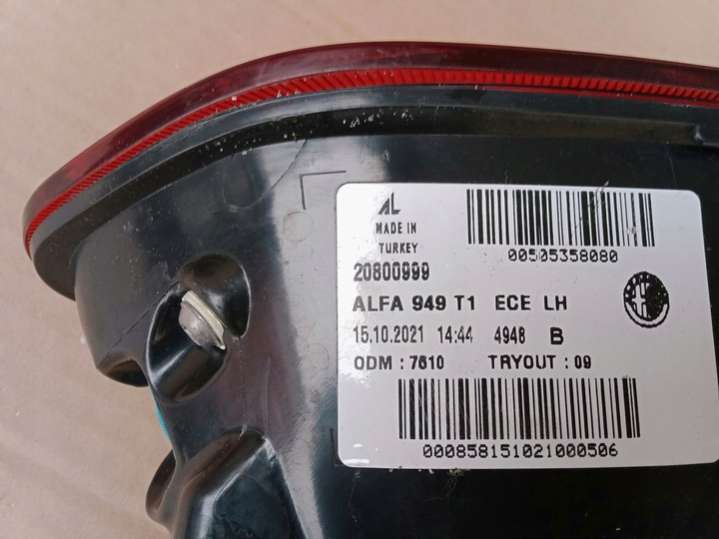 AL
MADE IN
TURKEY
00505358080
20800999
ALFA 949 T1 ECE LH
15.10.2021 14:44 4948 B
ODM : 7610 TRYOUT : 09
000858151021000506